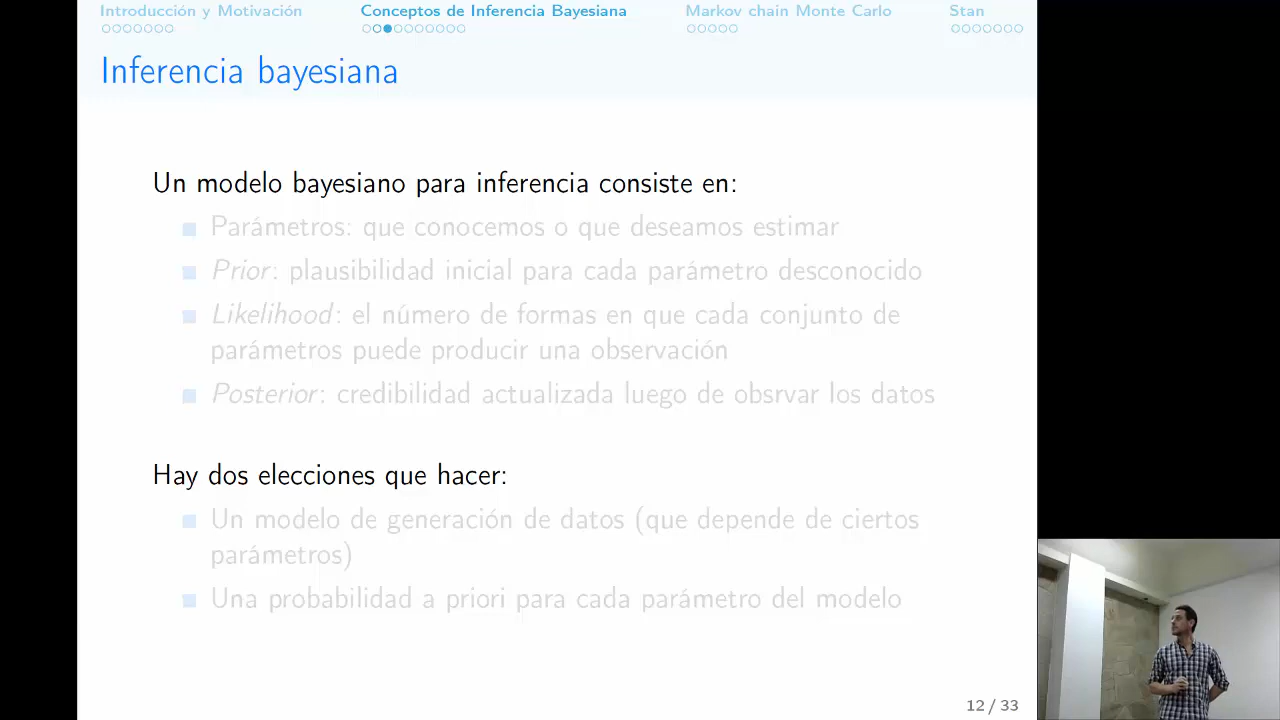 Introducción y Motivación
Conceptos de Inferencia Bayesiana
Markov chain Monte Carlo
Stan
Inferencia bayesiana
Un modelo bayesiano para inferencia consiste en:
Parámetros: que conocemos o que deseamos estimar
Prior: plausibilidad inicial para cada parámetro desconocido
Likelihood: el número de formas en que cada conjunto de
parámetros puede producir una observación
Posterior: credibilidad actualizada luego de obsrvar los datos
Hay dos elecciones que hacer:
Un modelo de generación de datos (que depende de ciertos
parámetros)
Una probabilidad a priori para cada parámetro del modelo
12 / 33